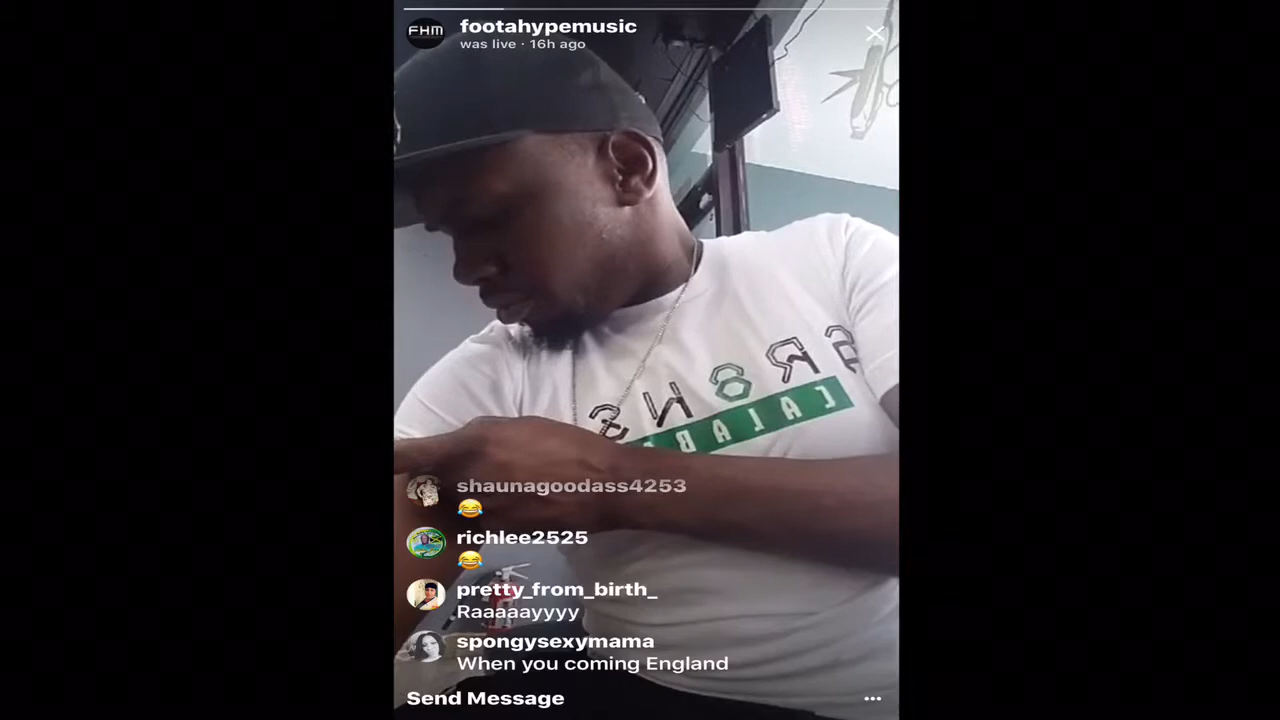 FHM
footahypemusic
was live · 16h ago
shaunagoodass4253
😂
richlee2525
😂
pretty_from_birth_
Raaaaayyyy
spongysexymama
When you coming England
Send Message